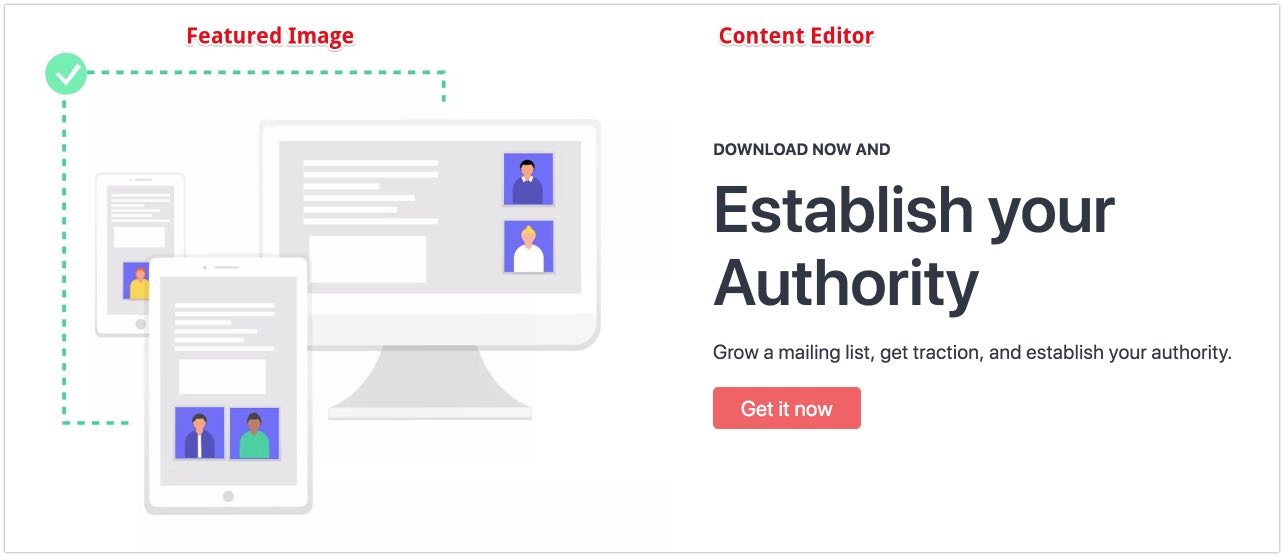 Featured Image
Content Editor
DOWNLOAD NOW AND
Establish your
Authority
Grow a mailing list, get traction, and establish your authority.
Get it now